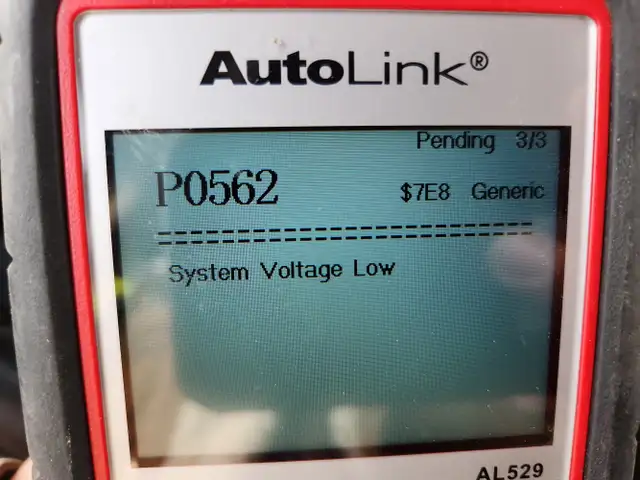 AutoLink®
Pending 3/3
P0562 $7E8 Generic
System Voltage Low
AL529